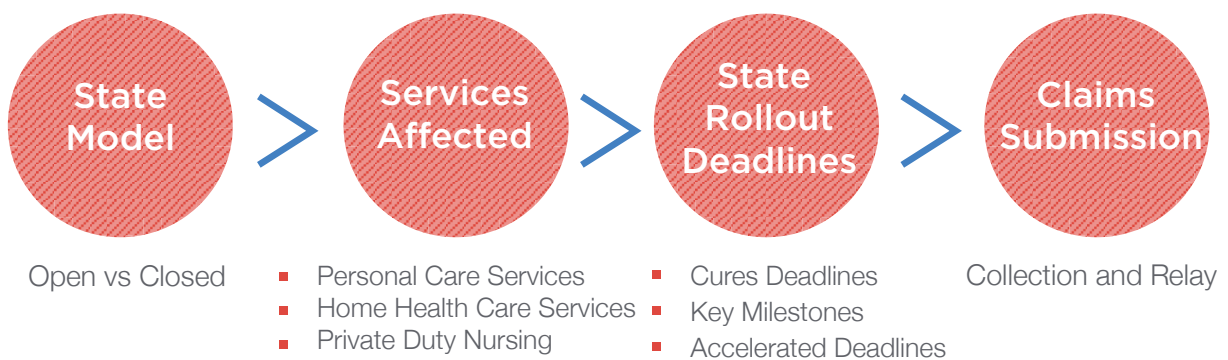 State
Model
Services
Affected
State
Rollout
Deadlines
Claims
Submission
Open vs Closed
Personal Care Services
Home Health Care Services
Private Duty Nursing
Cures Deadlines
Key Milestones
Accelerated Deadlines
Collection and Relay